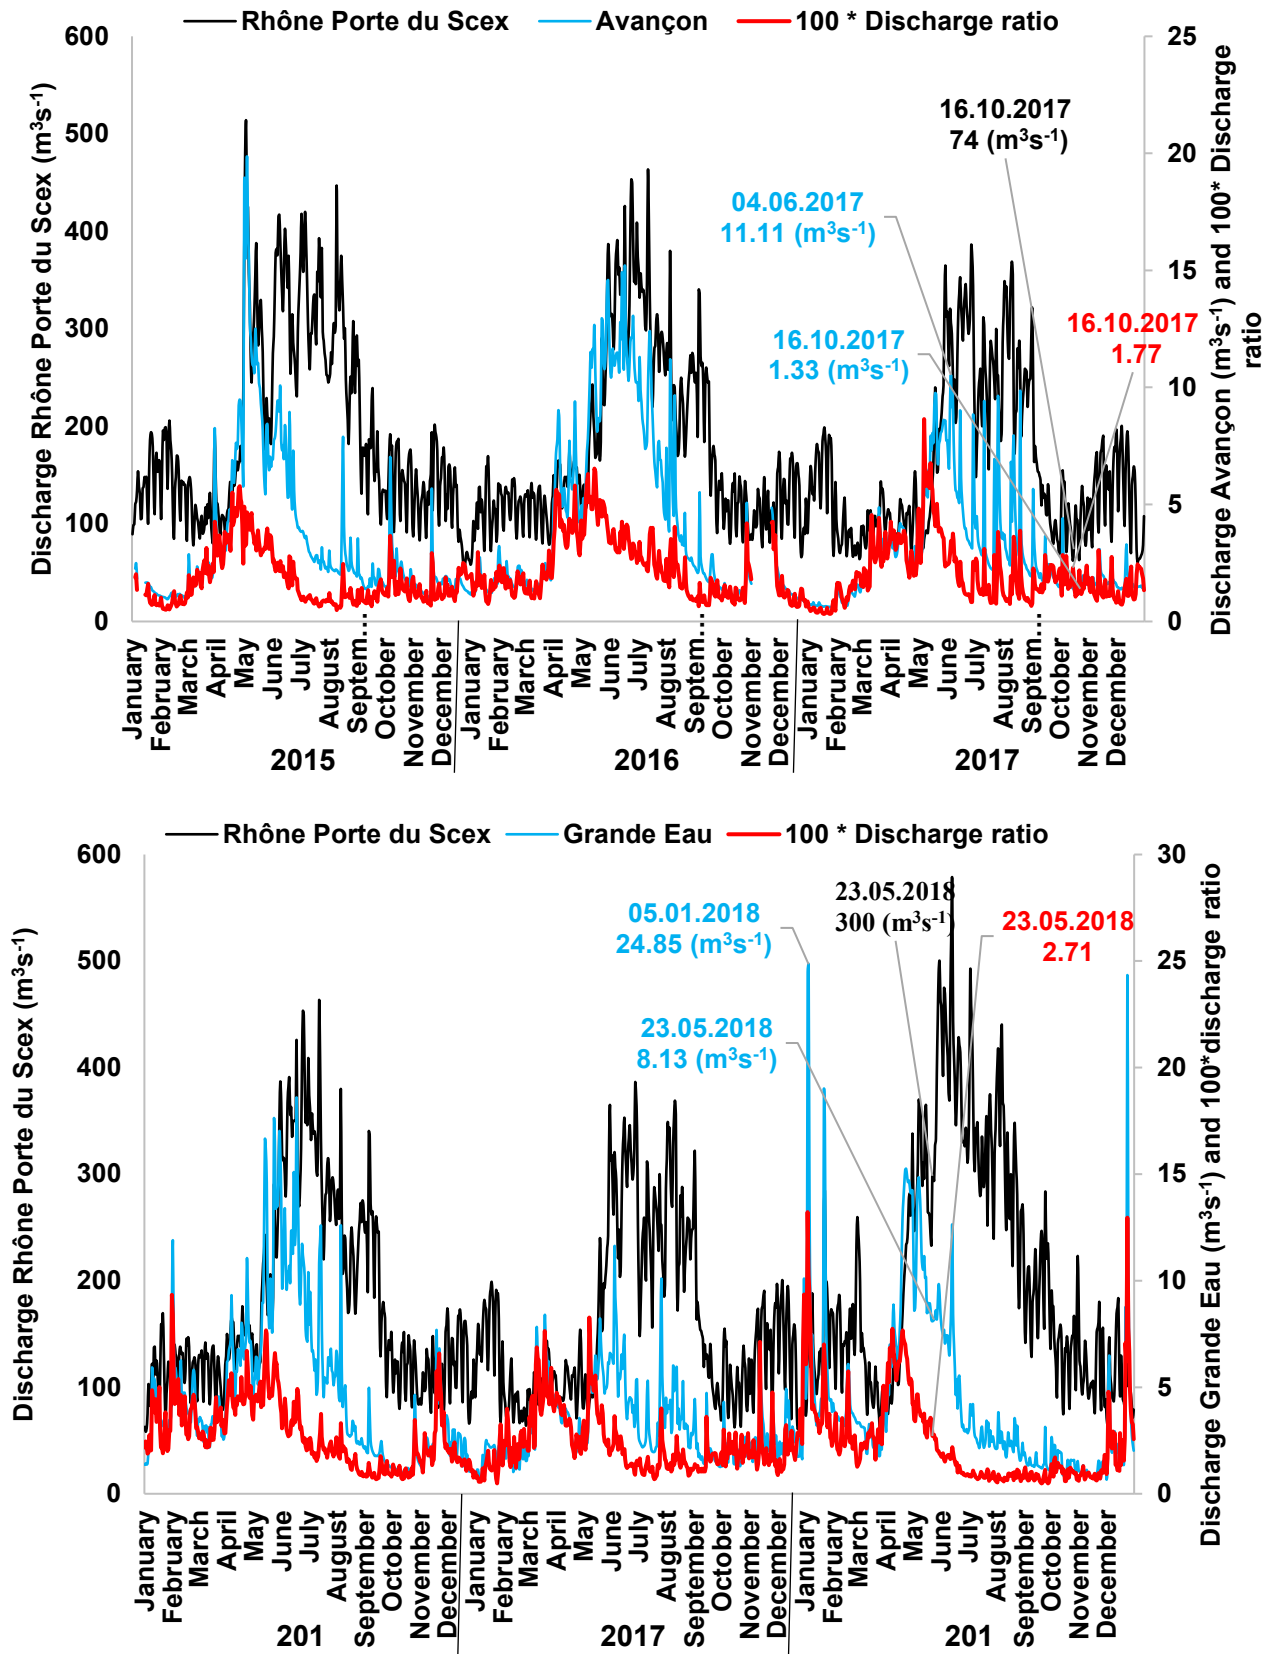 Rhône Porte du Scex Avançon 100 * Discharge ratio
600
500
400
300
200
100
0
Discharge Rhône Porte du Scex (m³s⁻¹)
25
20
15
10
5
0
Discharge Avançon (m³s⁻¹) and 100* Discharge
ratio
16.10.2017
74 (m³s⁻¹)
04.06.2017
11.11 (m³s⁻¹)
16.10.2017
1.33 (m³s⁻¹)
16.10.2017
1.77
January
February
March
April
May
June
July
August
Septem...
October
November
December
January
February
March
April
May
June
July
August
Septem...
October
November
December
January
February
March
April
May
June
July
August
Septem...
October
November
December
2015 2016 2017
Rhône Porte du Scex Grande Eau 100 * Discharge ratio
600
500
400
300
200
100
0
Discharge Rhône Porte du Scex (m³s⁻¹)
30
25
20
15
10
5
0
Discharge Grande Eau (m³s⁻¹) and 100*discharge ratio
05.01.2018
24.85 (m³s⁻¹)
23.05.2018
300 (m³s⁻¹)
23.05.2018
2.71
23.05.2018
8.13 (m³s⁻¹)
January
February
March
April
May
June
July
August
September
October
November
December
January
February
March
April
May
June
July
August
September
October
November
December
January
February
March
April
May
June
July
August
September
October
November
December
201 2017 201